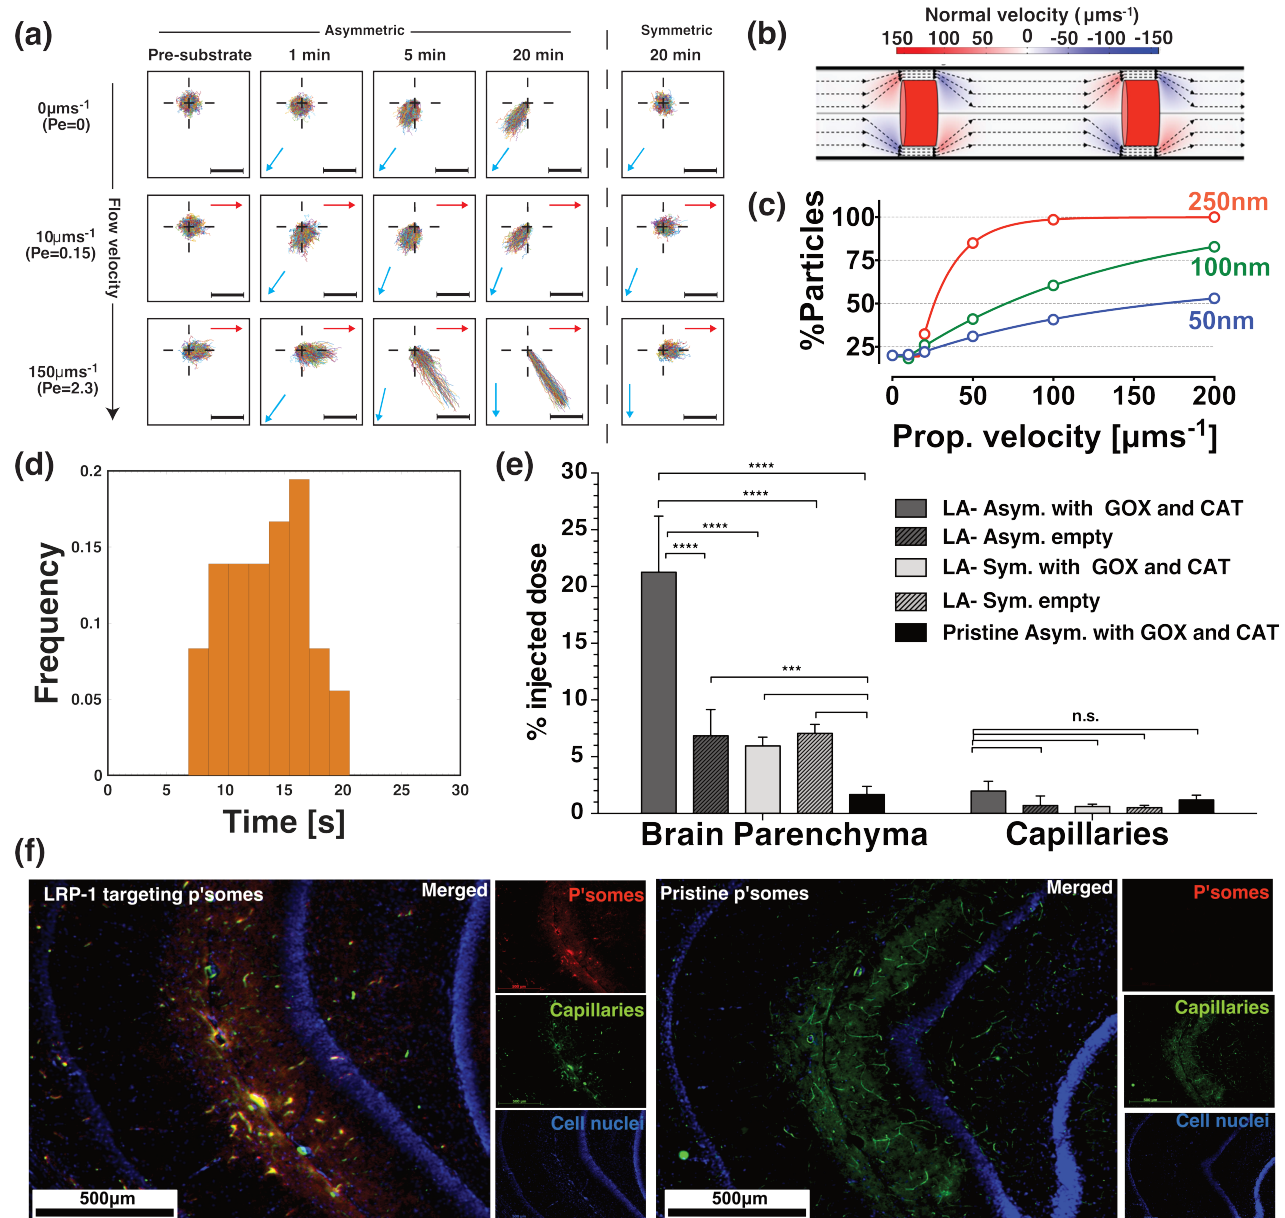 (a)
Asymmetric
Symmetric
Pre-substrate
1 min
5 min
20 min
20 min
0µms⁻¹
(Pe=0)
10µms⁻¹
(Pe=0.15)
150µms⁻¹
(Pe=2.3)
Flow velocity
(b)
Normal velocity (µms⁻¹)
150 100 50 0 -50 -100 -150
(c)
%Particles
100
75
50
25
0 50 100 150 200
Prop. velocity [µms⁻¹]
250nm
100nm
50nm
(d)
Frequency
0.2
0.15
0.1
0.05
0
0 5 10 15 20 25 30
Time [s]
(e)
% injected dose
30
25
20
15
10
5
0
****
****
****
****
***
n.s.
Brain Parenchyma
Capillaries
LA- Asym. with GOX and CAT
LA- Asym. empty
LA- Sym. with GOX and CAT
LA- Sym. empty
Pristine Asym. with GOX and CAT
(f)
LRP-1 targeting p'somes
Merged
P'somes
Capillaries
Cell nuclei
500µm
Pristine p'somes
Merged
P'somes
Capillaries
Cell nuclei
500µm